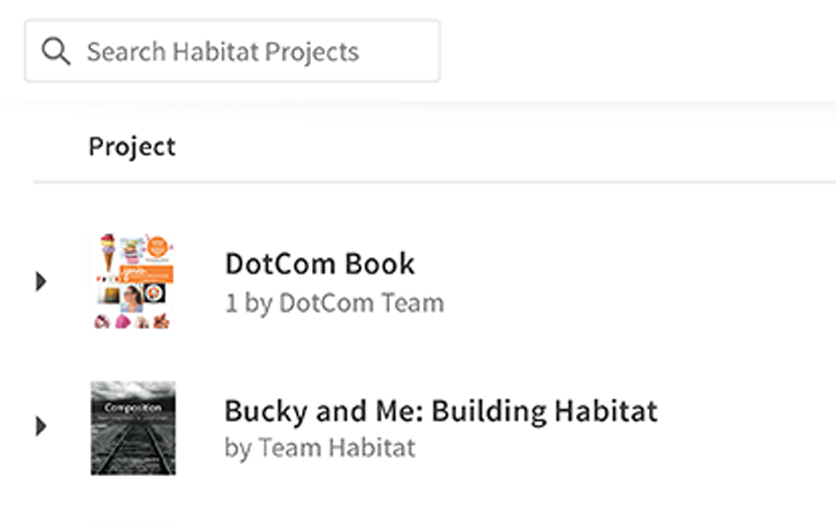 Search Habitat Projects
Project
DotCom Book
1 by DotCom Team
Composition
Bucky and Me: Building Habitat
by Team Habitat